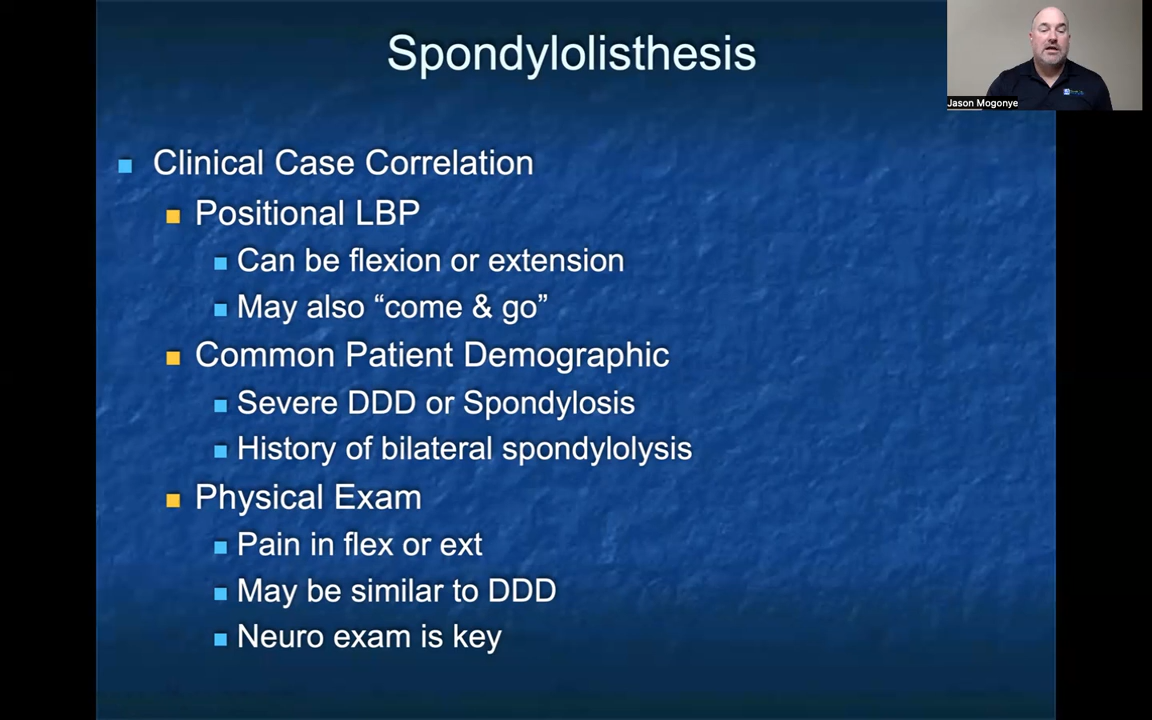 Spondylolisthesis
Jason Mogonye
Clinical Case Correlation
Positional LBP
Can be flexion or extension
May also “come & go”
Common Patient Demographic
Severe DDD or Spondylosis
History of bilateral spondylolysis
Physical Exam
Pain in flex or ext
May be similar to DDD
Neuro exam is key